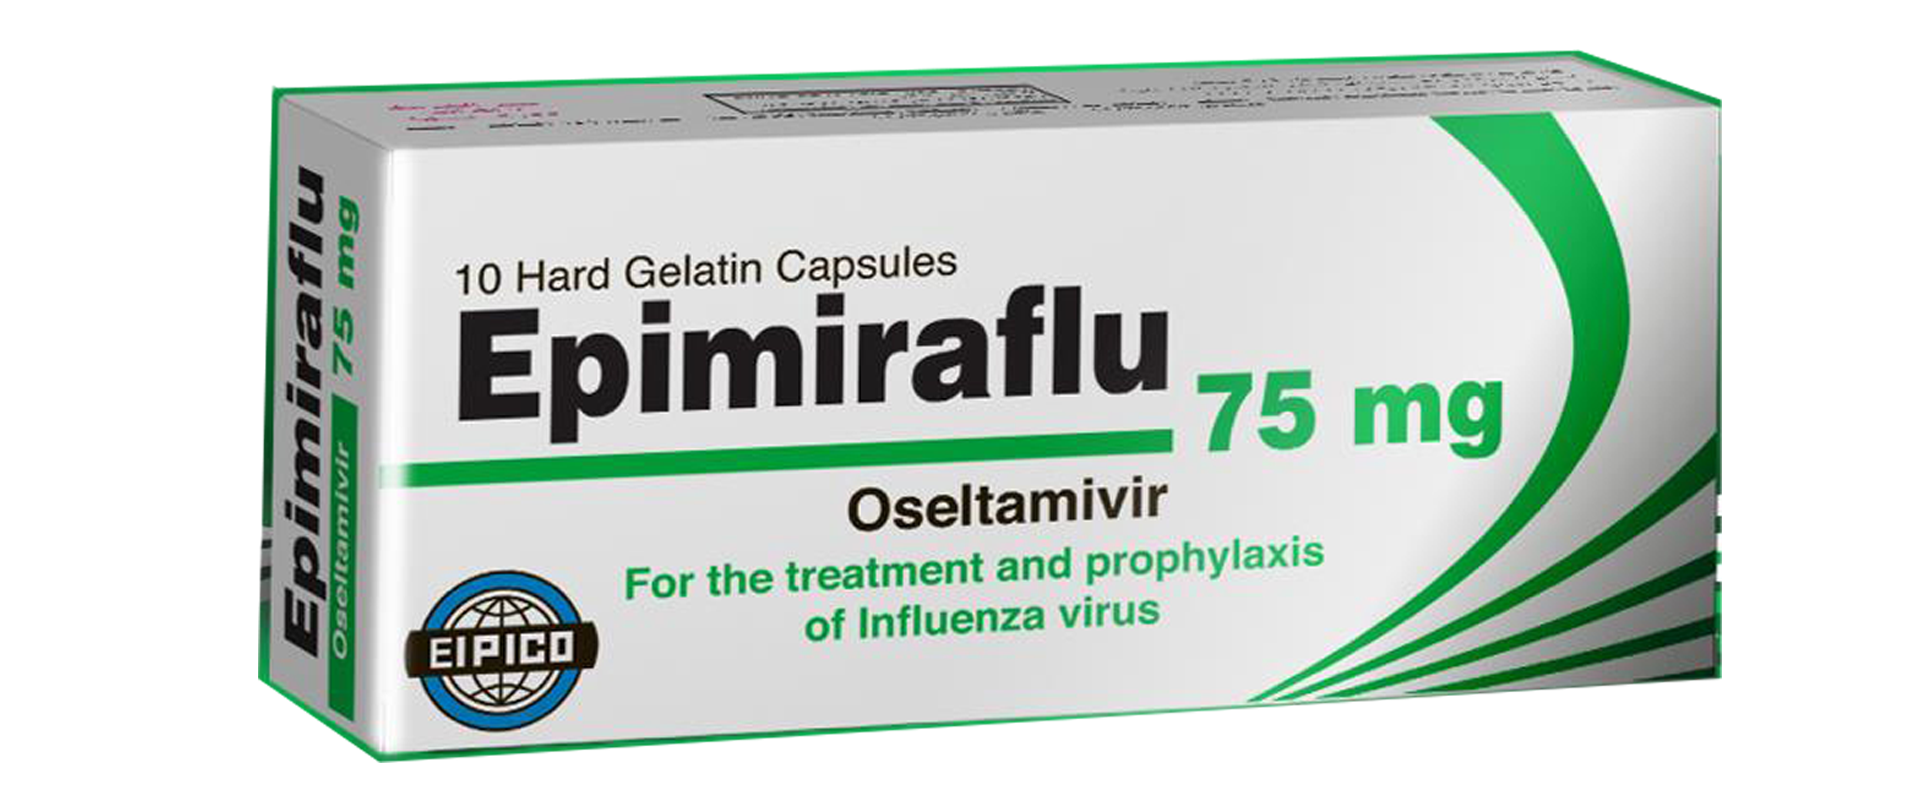 10 Hard Gelatin Capsules
Epimiraflu
75 mg
Oseltamivir
For the treatment and prophylaxis
of Influenza virus
EIPICO
Epimiraflu
Oseltamivir 75 mg